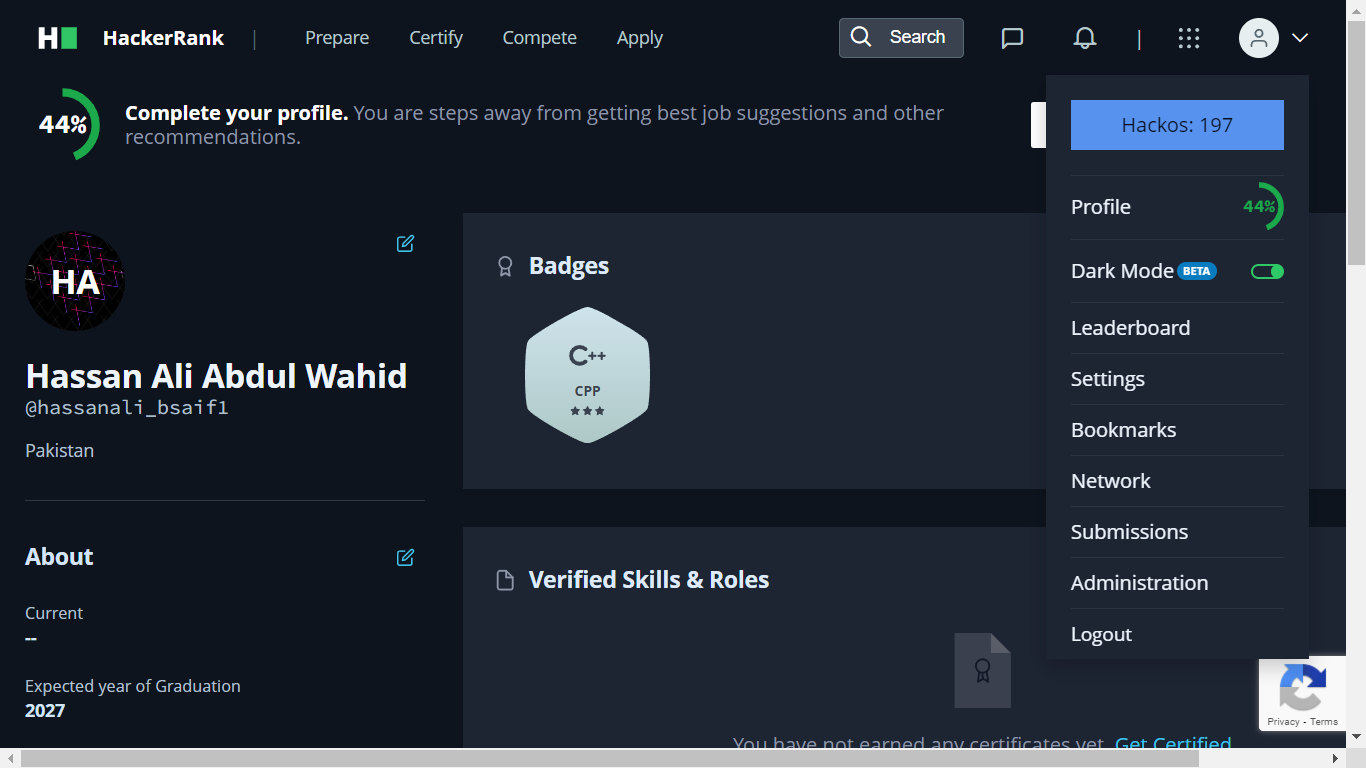 H
HackerRank
Prepare Certify Compete Apply
Search
44%
Complete your profile. You are steps away from getting best job suggestions and other
recommendations.
Hackos: 197
Profile
44%
Dark Mode BETA
Leaderboard
Settings
Bookmarks
Network
Submissions
Administration
Logout
HA
Hassan Ali Abdul Wahid
@hassanali_bsaif1
Pakistan
About
Current
--
Expected year of Graduation
2027
Badges
C++
CPP
Verified Skills & Roles
You have not earned any certificates yet. Get Certified
Privacy - Terms